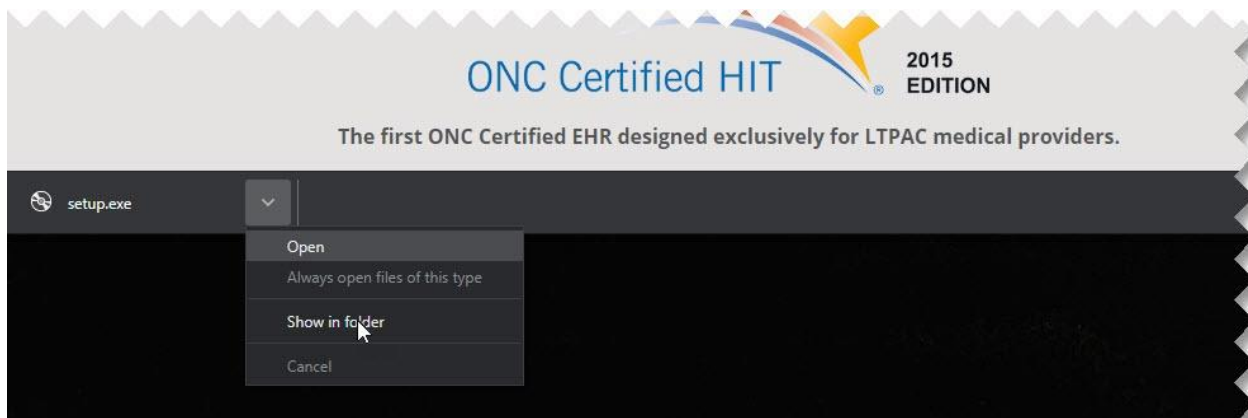 ONC Certified HIT
®
2015
EDITION
The first ONC Certified EHR designed exclusively for LTPAC medical providers.
setup.exe
Open
Always open files of this type
Show in folder
Cancel